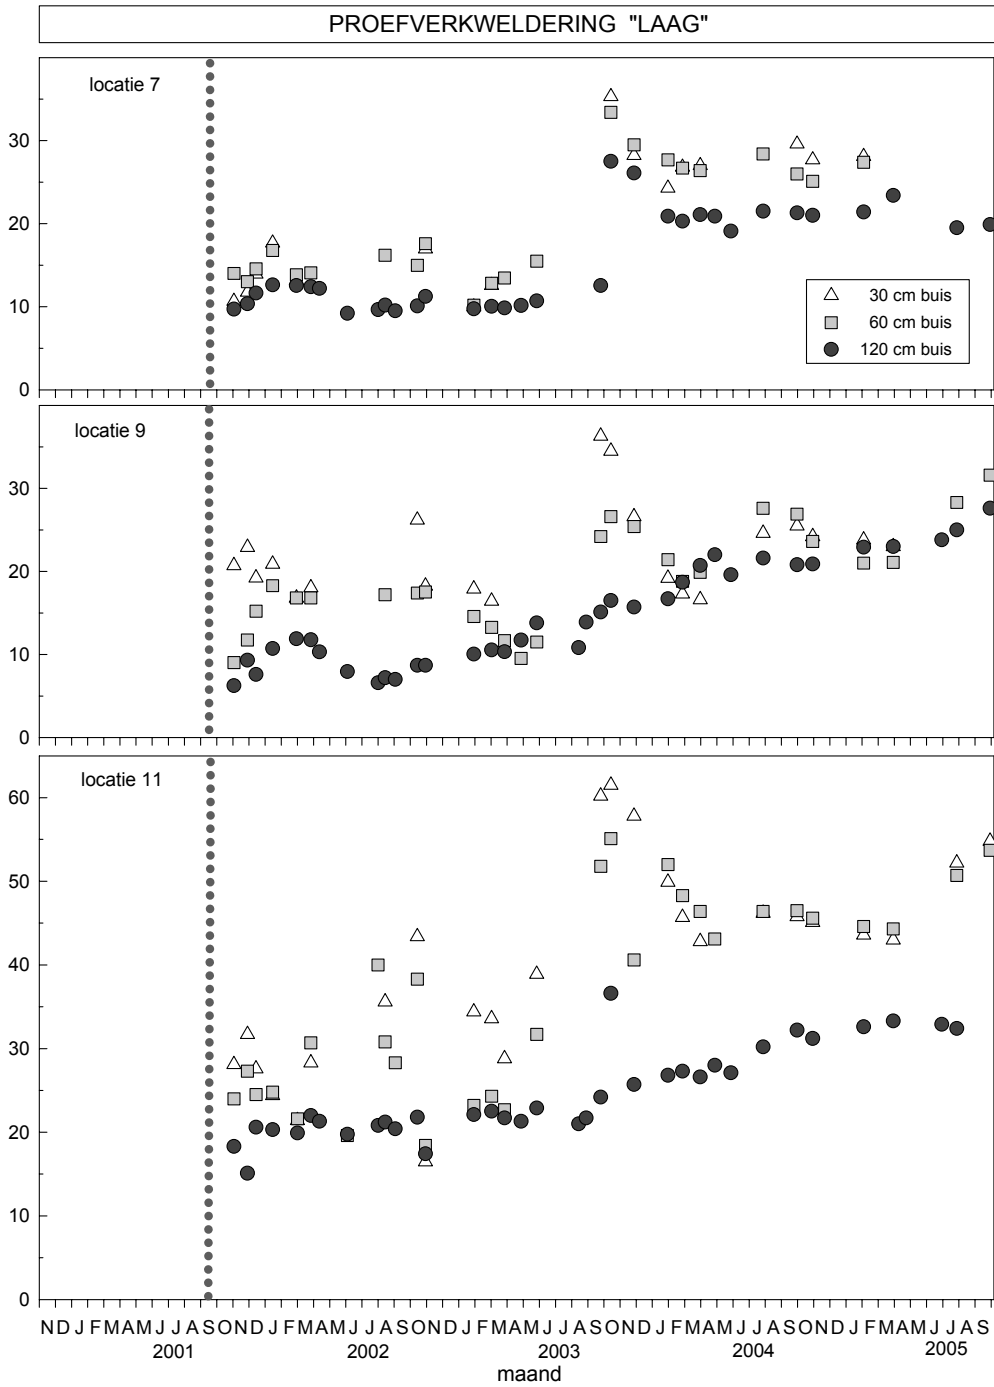 PROEFVERKWELDERING "LAAG"
locatie 7
30
20
10
0
30 cm buis
60 cm buis
120 cm buis
locatie 9
30
20
10
0
locatie 11
60
50
40
30
20
10
0
N D J F M A M J J A S O N D J F M A M J J A S O N D J F M A M J J A S O N D J F M A M J J A S O N D J F M A M J J A S
2001 2002 2003 2004 2005
maand